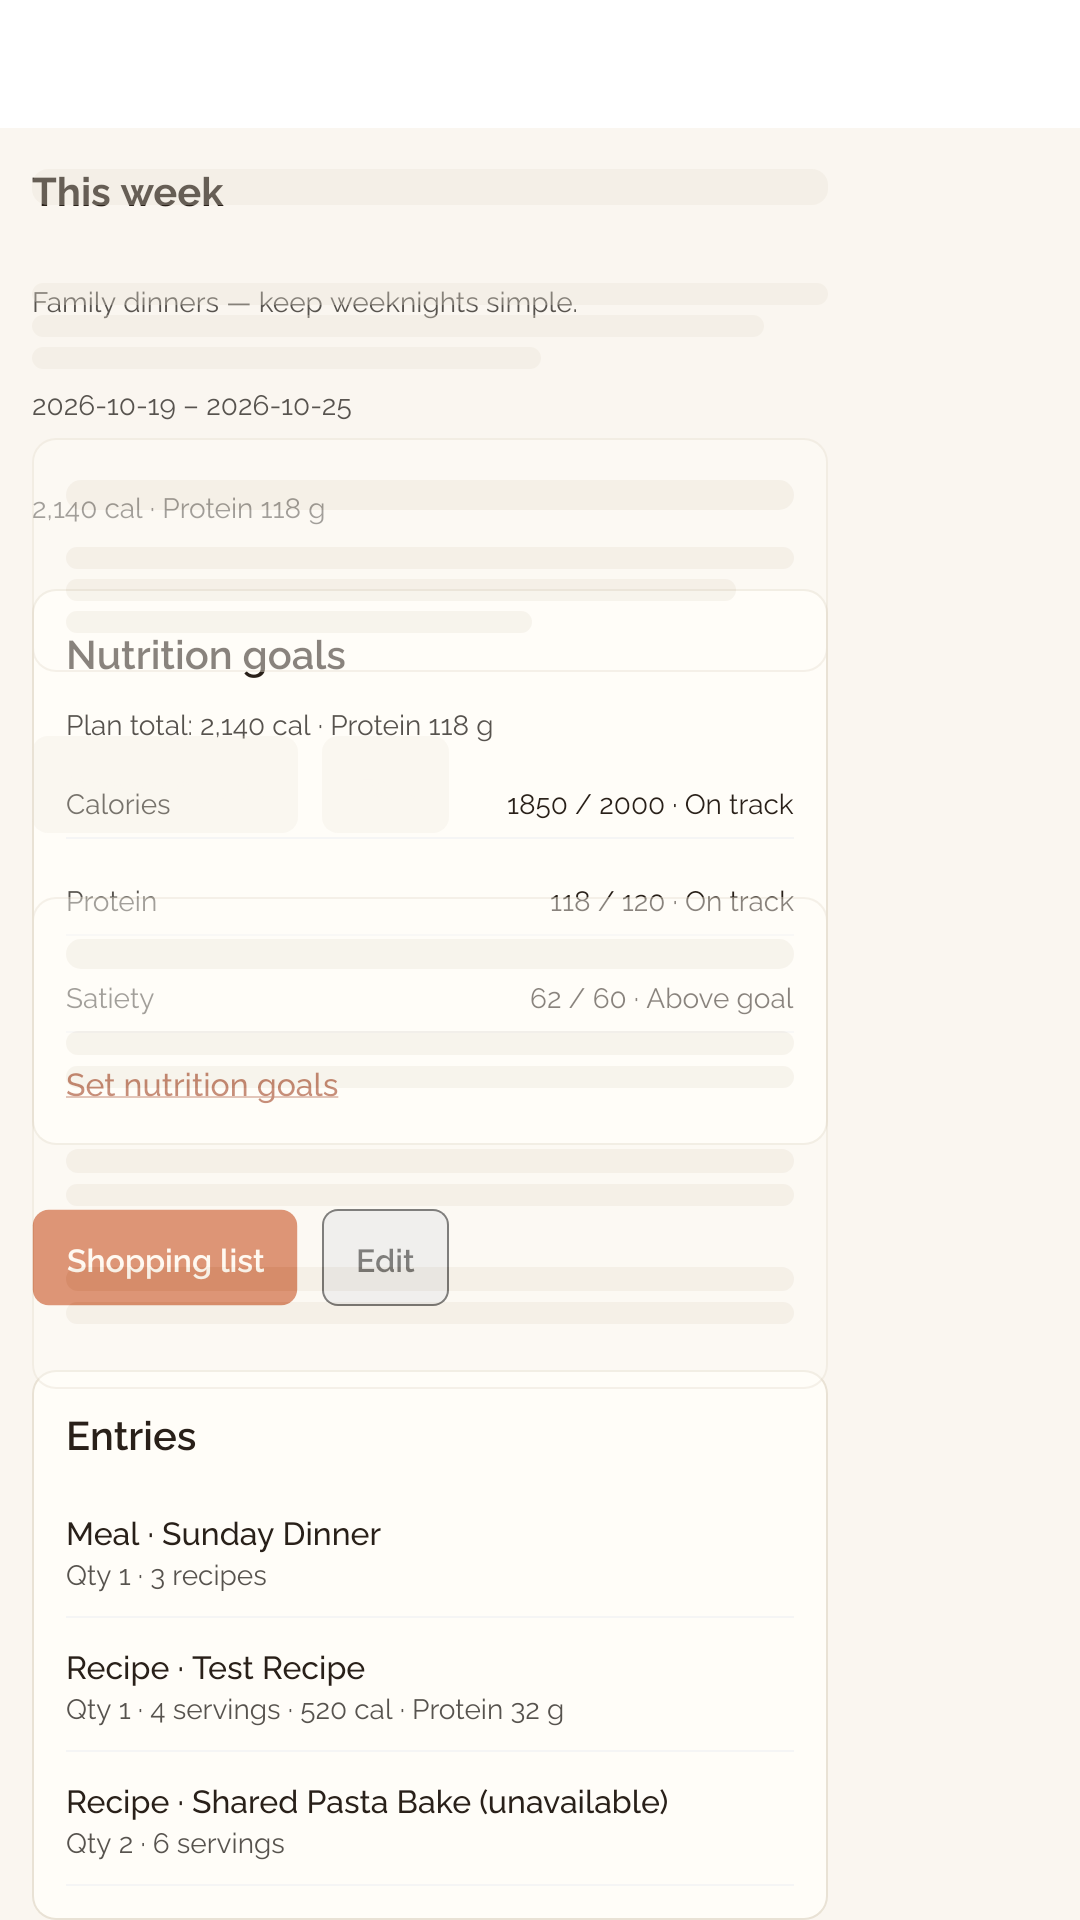 This week
Family dinners — keep weeknights simple.
2026-10-19 – 2026-10-25
2,140 cal · Protein 118 g
Nutrition goals
Plan total: 2,140 cal · Protein 118 g
Calories 1850 / 2000 · On track
Protein 118 / 120 · On track
Satiety 62 / 60 · Above goal
Set nutrition goals
Shopping list Edit
Entries
Meal · Sunday Dinner
Qty 1 · 3 recipes
Recipe · Test Recipe
Qty 1 · 4 servings · 520 cal · Protein 32 g
Recipe · Shared Pasta Bake (unavailable)
Qty 2 · 6 servings